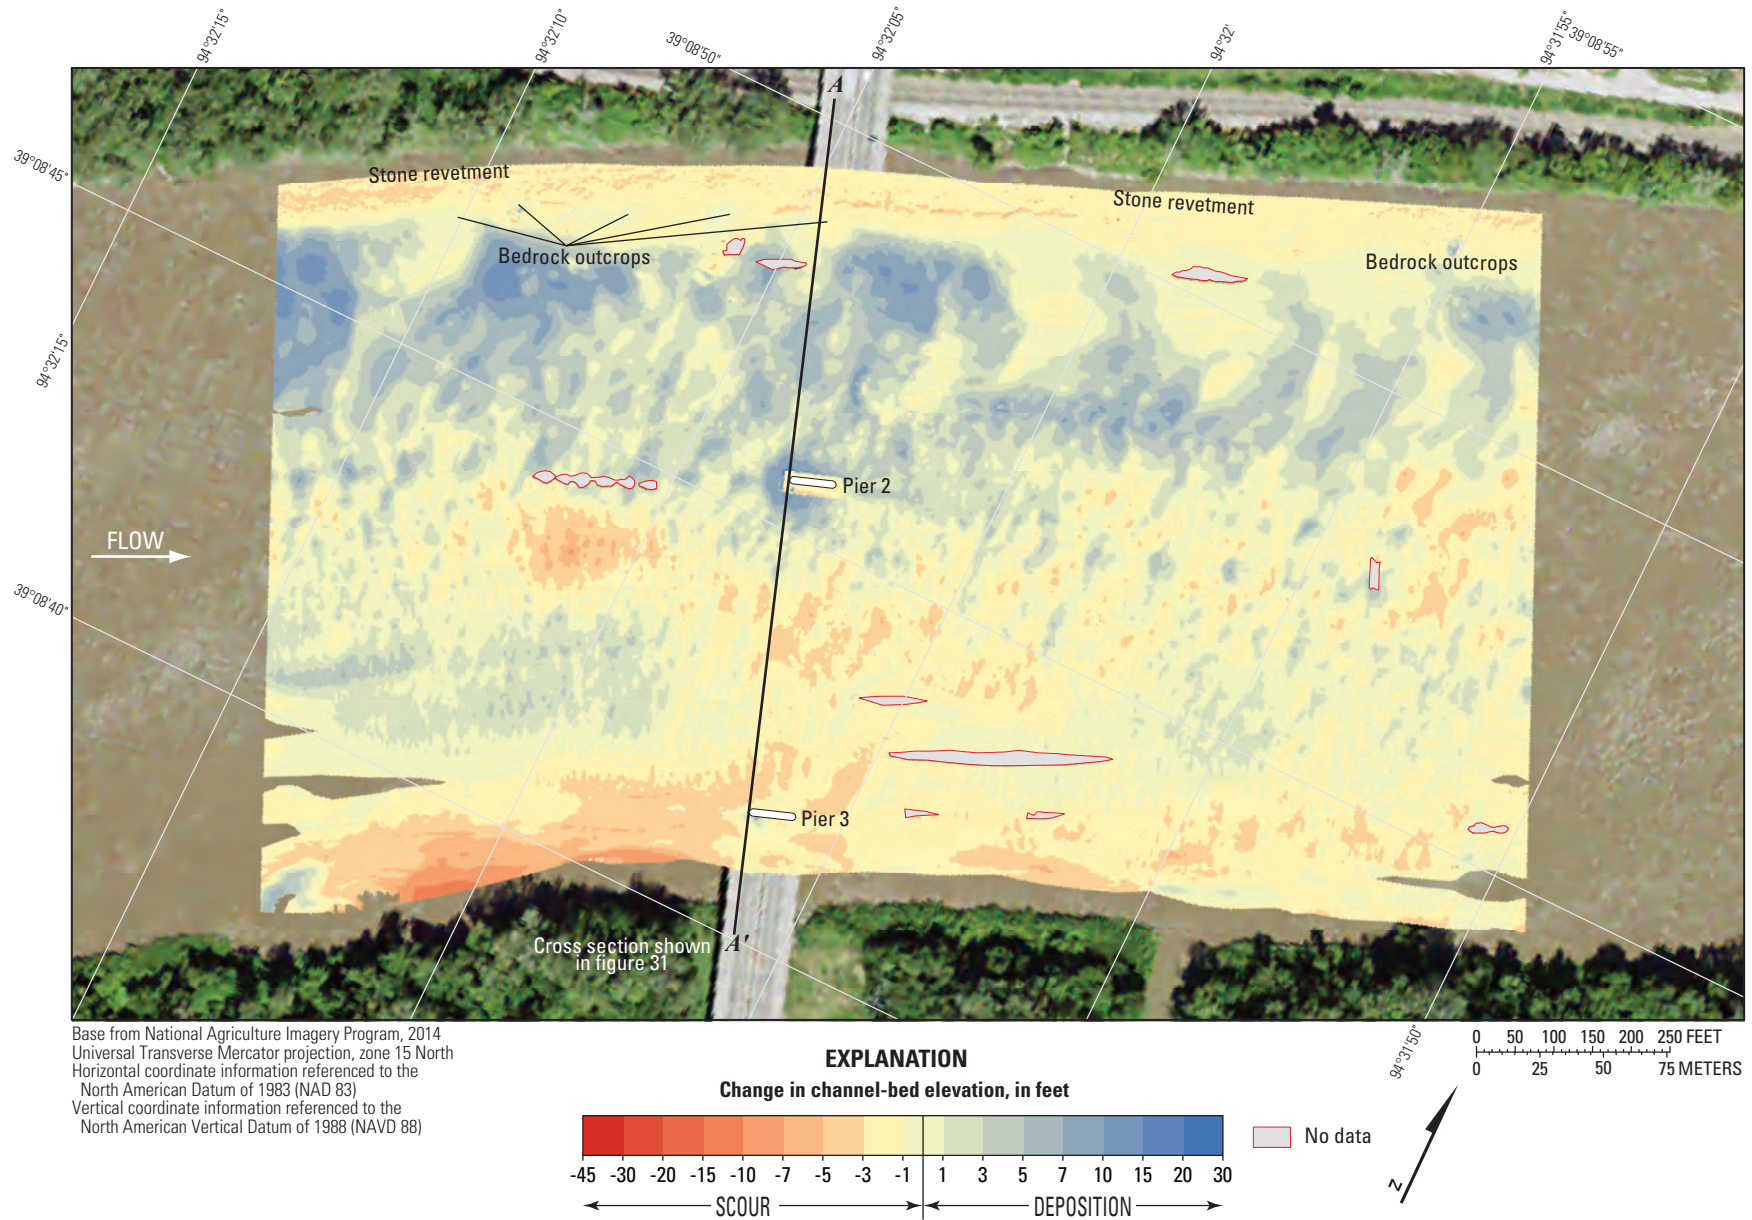 94°32'15"
94°32'10"
39°08'50"
94°32'05"
94°32'
94°31'55"
39°08'55"
A
39°08'45"
Stone revetment
Stone revetment
Bedrock outcrops
Bedrock outcrops
94°32'15"
Pier 2
FLOW
39°08'40"
Pier 3
Cross section shown
in figure 31
A'
Base from National Agriculture Imagery Program, 2014
Universal Transverse Mercator projection, zone 15 North
Horizontal coordinate information referenced to the
North American Datum of 1983 (NAD 83)
Vertical coordinate information referenced to the
North American Vertical Datum of 1988 (NAVD 88)
94°31'50"
0 50 100 150 200 250 FEET
0 25 50 75 METERS
EXPLANATION
Change in channel-bed elevation, in feet
-45 -30 -20 -15 -10 -7 -5 -3 -1 1 3 5 7 10 15 20 30
SCOUR DEPOSITION
No data
N